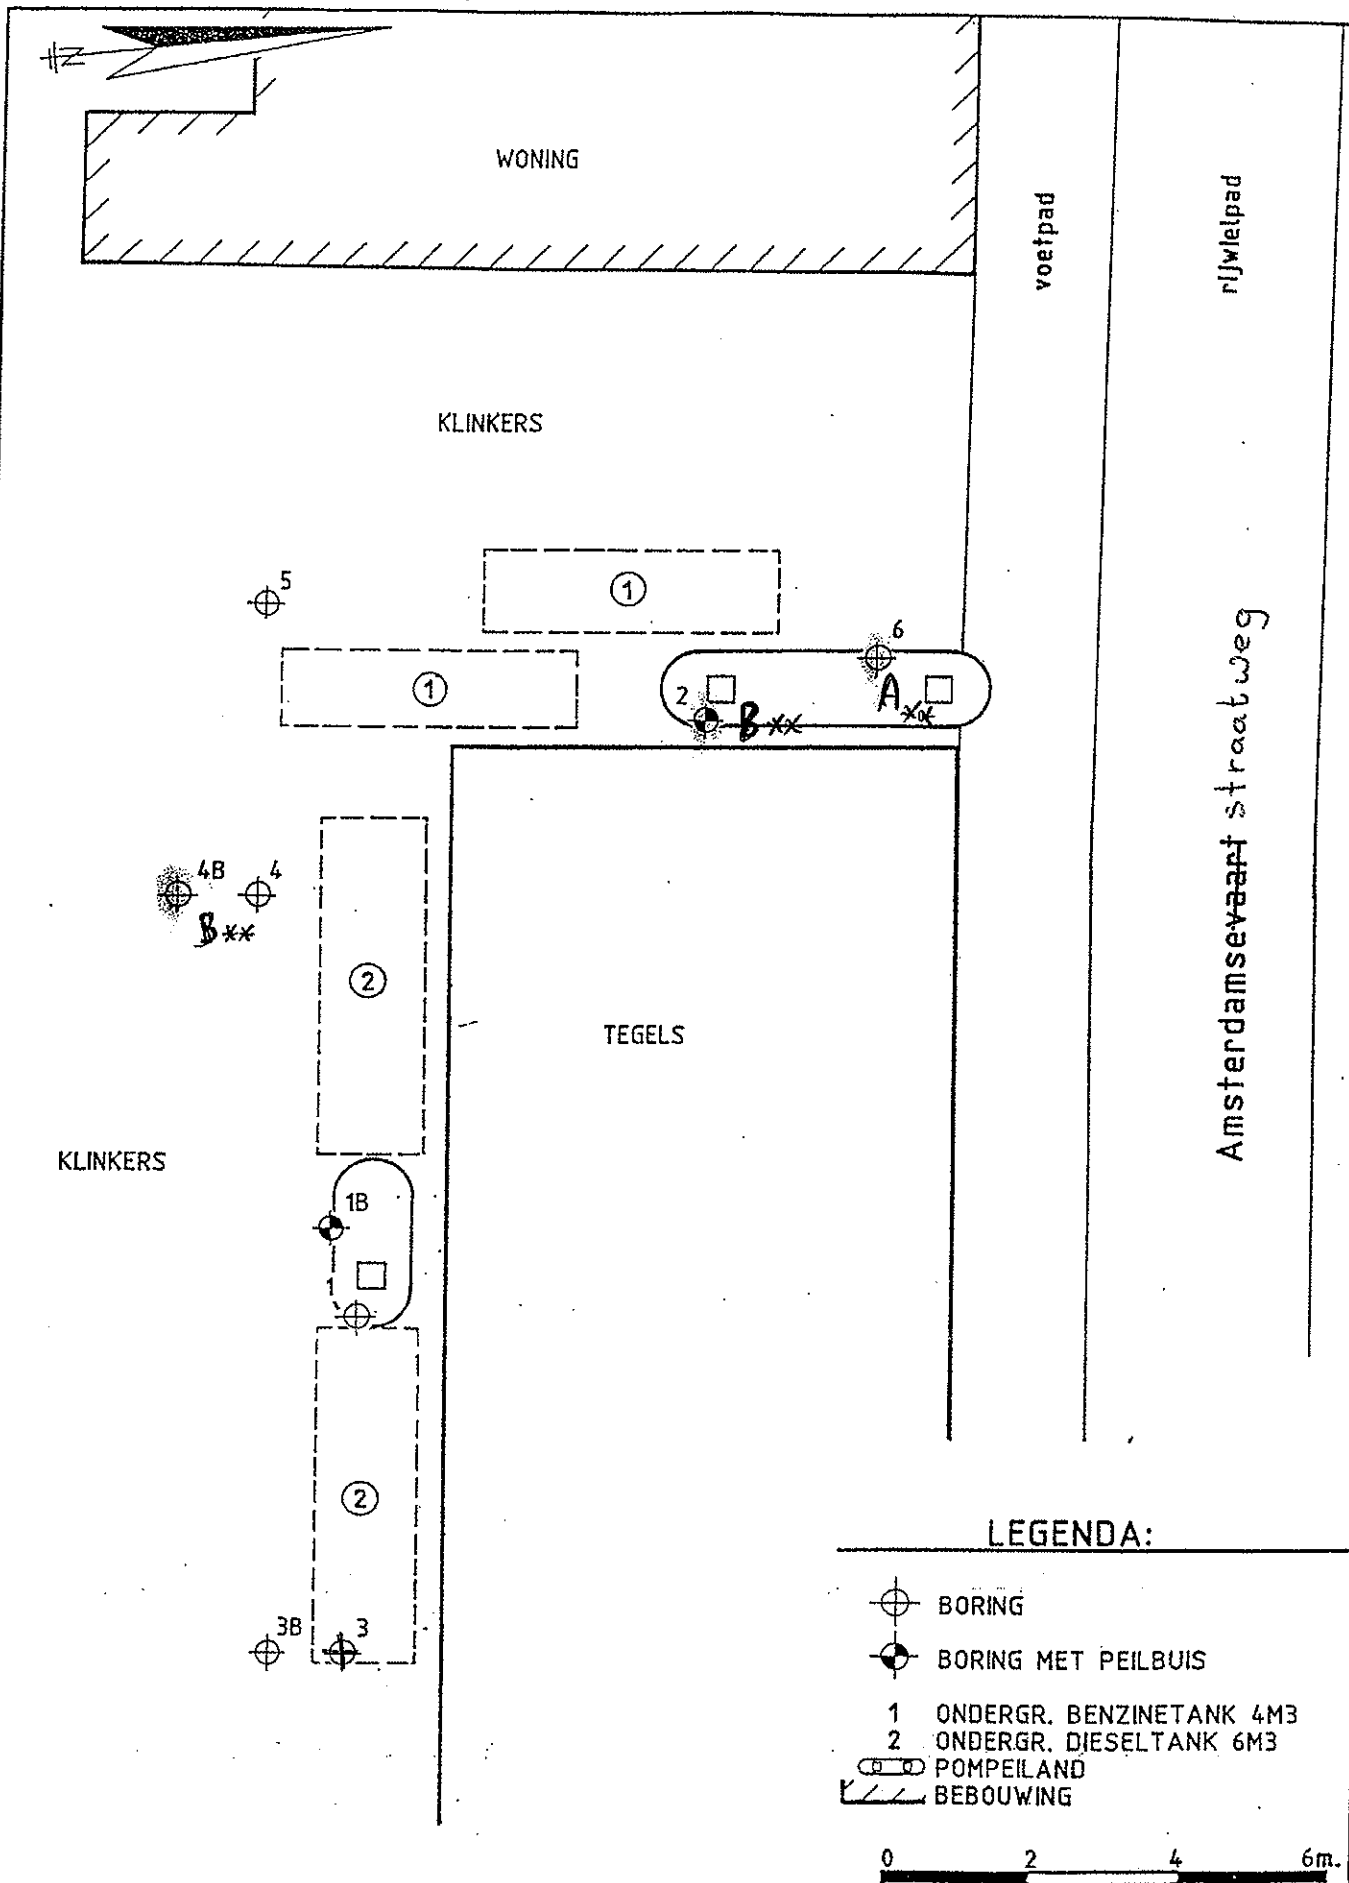 N
WONING
voetpad
rijwielpad
KLINKERS
5
1
6
1
2
B **
A **
Amsterdamsevaart straatweg
4B
4
B **
2
TEGELS
KLINKERS
1B
1
2
3B
3
LEGENDA:
BORING
BORING MET PEILBUIS
1 ONDERGR. BENZINETANK 4M3
2 ONDERGR. DIESELTANK 6M3
POMPEILAND
BEBOUWING
0 2 4 6m.